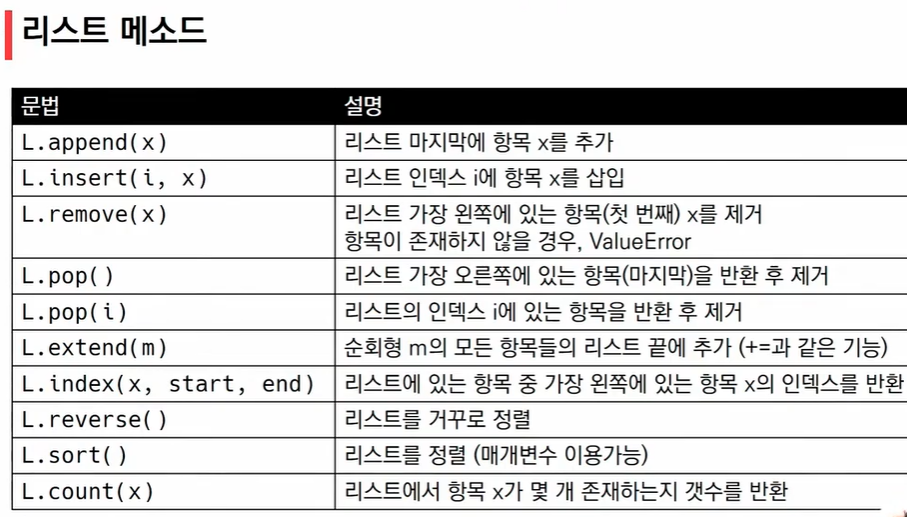 리스트 메소드
문법 설명
L.append(x) 리스트 마지막에 항목 x를 추가
L.insert(i, x) 리스트 인덱스 i에 항목 x를 삽입
L.remove(x) 리스트 가장 왼쪽에 있는 항목(첫 번째) x를 제거
항목이 존재하지 않을 경우, ValueError
L.pop() 리스트 가장 오른쪽에 있는 항목(마지막)을 반환 후 제거
L.pop(i) 리스트의 인덱스 i에 있는 항목을 반환 후 제거
L.extend(m) 순회형 m의 모든 항목들의 리스트 끝에 추가 (+=과 같은 기능)
L.index(x, start, end) 리스트에 있는 항목 중 가장 왼쪽에 있는 항목 x의 인덱스를 반환
L.reverse() 리스트를 거꾸로 정렬
L.sort() 리스트를 정렬 (매개변수 이용가능)
L.count(x) 리스트에서 항목 x가 몇 개 존재하는지 갯수를 반환